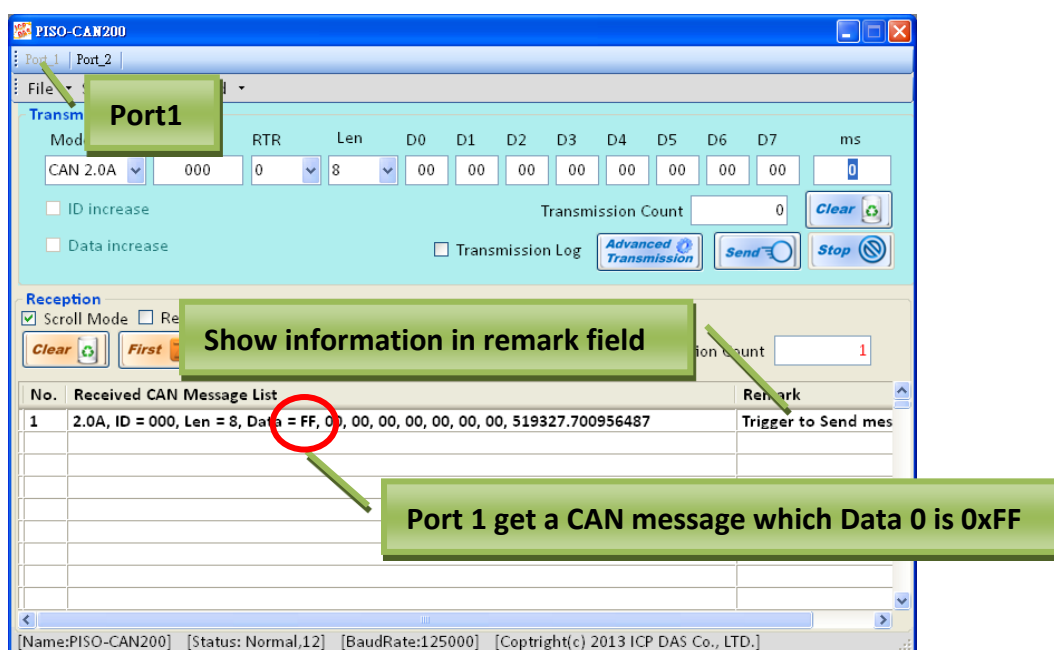 PISO-CAN200
Port_1 Port_2
File
Port1
RTR Len D0 D1 D2 D3 D4 D5 D6 D7 ms
CAN 2.0A 000 0 8 00 00 00 00 00 00 00 00 0
ID increase Transmission Count 0 Clear
Data increase Transmission Log Advanced Transmission Send Stop
Reception
Scroll Mode
Show information in remark field
Clear First 1
No. Received CAN Message List Remark
1 2.0A, ID = 000, Len = 8, Data = FF, 00, 00, 00, 00, 00, 00, 00, 519327.700956487 Trigger to Send mes
Port 1 get a CAN message which Data 0 is 0xFF
[Name:PISO-CAN200] [Status: Normal,12] [BaudRate:125000] [Coptright(c) 2013 ICP DAS Co., LTD.]